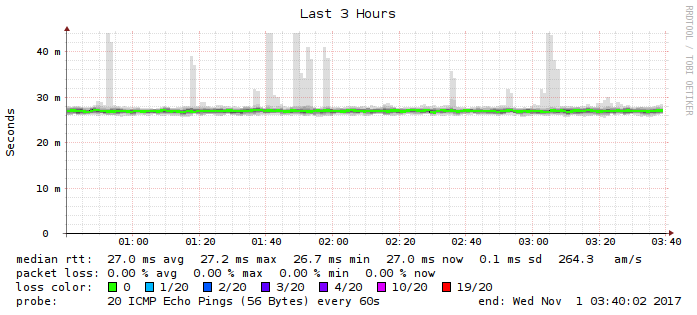 Last 3 Hours
RRDTOOL / TOBI OETIKER
Seconds
40 m
30 m
20 m
10 m
0
01:00 01:20 01:40 02:00 02:20 02:40 03:00 03:20 03:40
median rtt: 27.0 ms avg 27.2 ms max 26.7 ms min 27.0 ms now 0.1 ms sd 264.3 am/s
packet loss: 0.00 % avg 0.00 % max 0.00 % min 0.00 % now
loss color: 0 1/20 2/20 3/20 4/20 10/20 19/20
probe: 20 ICMP Echo Pings (56 Bytes) every 60s end: Wed Nov 1 03:40:02 2017